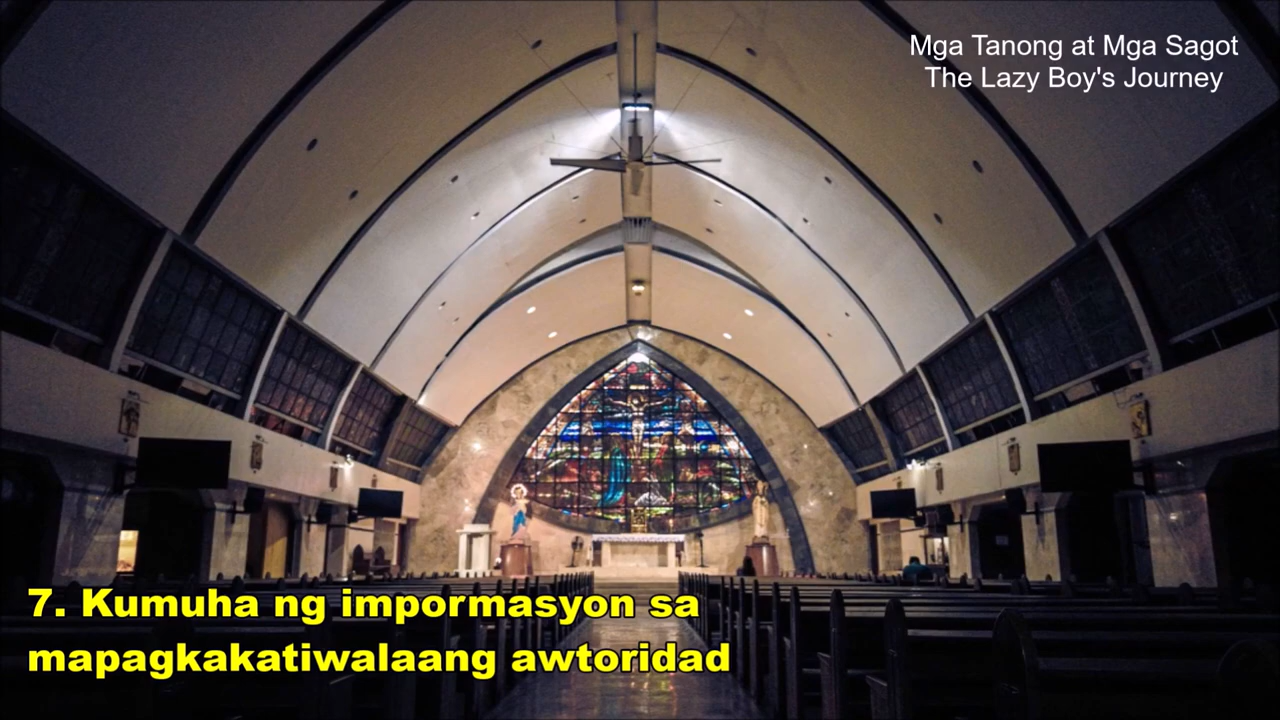 Mga Tanong at Mga Sagot
The Lazy Boy's Journey
7. Kumuha ng impormasyon sa
mapagkakatiwalaang awtoridad